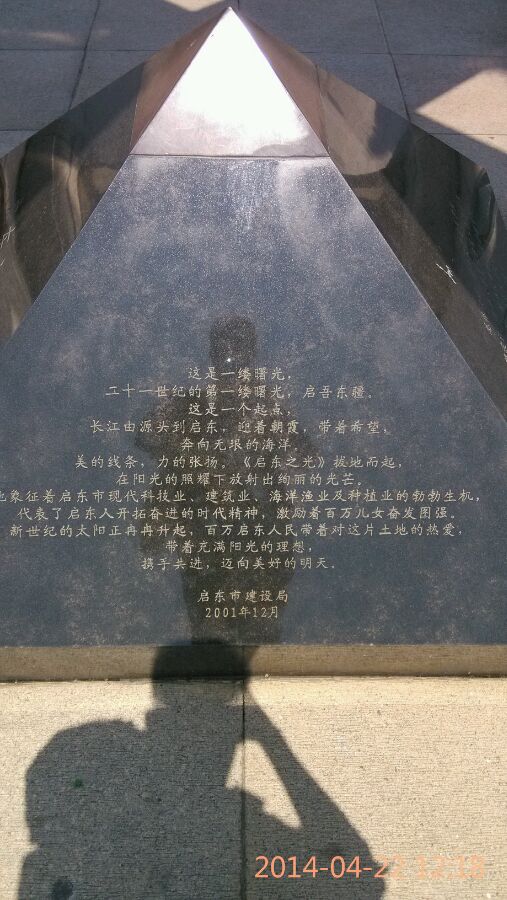 这是一缕曙光，
二十一世纪的第一缕曙光，启吾东疆。
这是一个起点，
长江由源头到启东，迎着朝霞，带着希望，
奔向无垠的海洋。
美的线条，力的张扬。《启东之光》拔地而起，
在阳光的照耀下放射出绚丽的光芒。
象征着启东市现代科技业、建筑业、海洋渔业及种植业的勃勃生机，
代表了启东人开拓奋进的时代精神，激励着百万儿女奋发图强。
新世纪的太阳正冉冉升起，百万启东人民带着对这片土地的热爱，
带着充满阳光的理想，
携手共进，迈向美好的明天。
启东市建设局
2001年12月
2014-04-22 12:18